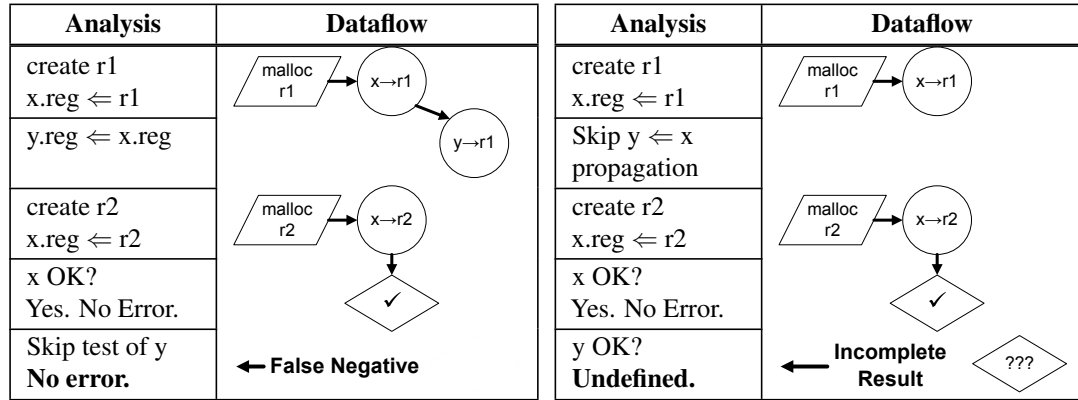 Analysis Dataflow
create r1
x.reg ⇐ r1
malloc
r1
x→r1
y.reg ⇐ x.reg
y→r1
create r2
x.reg ⇐ r2
malloc
r2
x→r2
x OK?
Yes. No Error.
✓
Skip test of y
No error.
False Negative
Analysis Dataflow
create r1
x.reg ⇐ r1
malloc
r1
x→r1
Skip y ⇐ x
propagation
create r2
x.reg ⇐ r2
malloc
r2
x→r2
x OK?
Yes. No Error.
✓
y OK?
Undefined.
Incomplete
Result
???